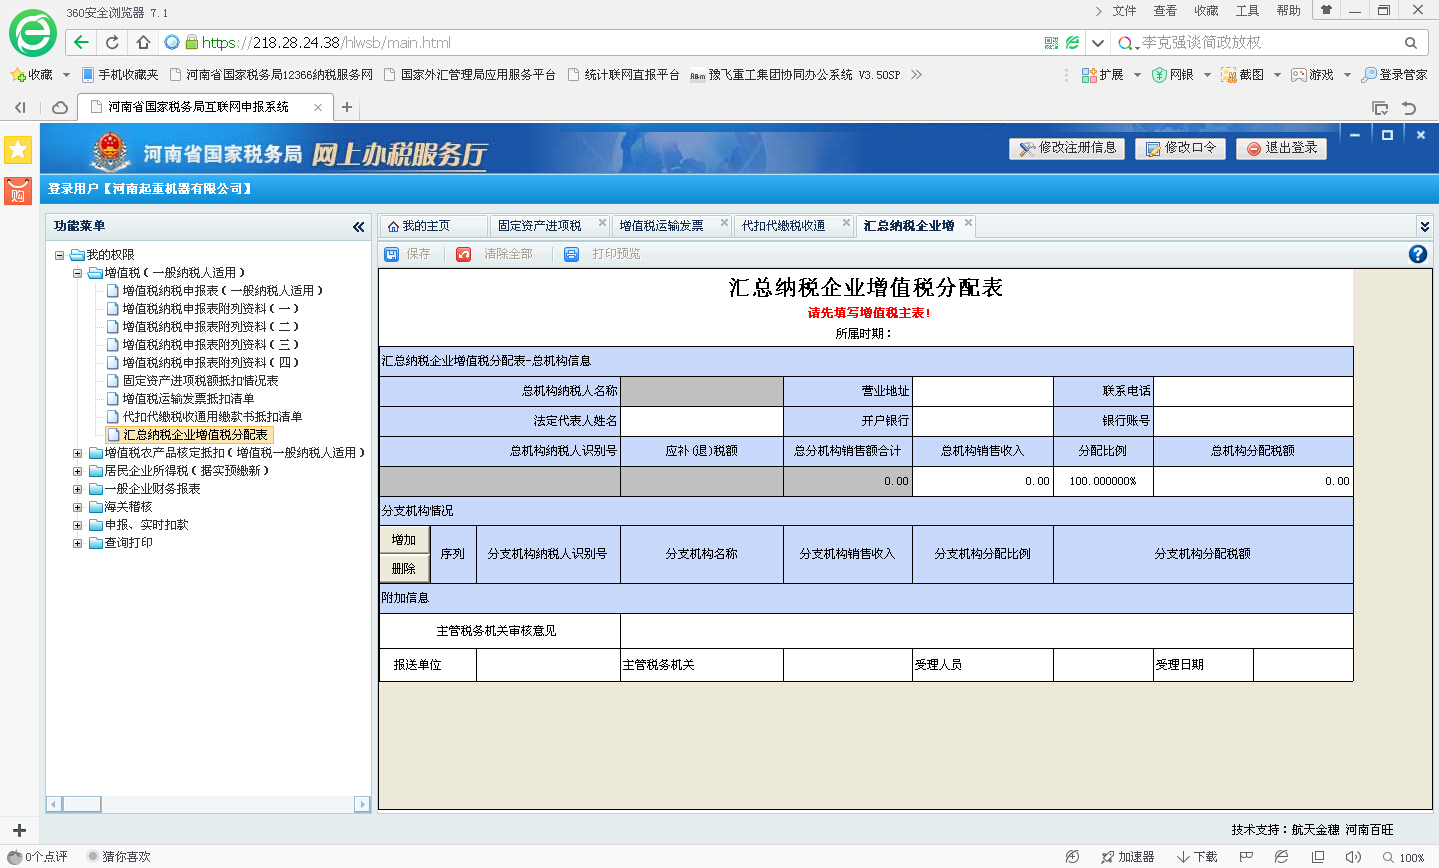 360安全浏览器 7.1
文件 查看 收藏 工具 帮助
https://218.28.24.38/hlwsb/main.html
李克强谈简政放权
收藏 手机收藏夹 河南省国家税务局12366纳税服务网 国家外汇管理局应用服务平台 统计联网直报平台 豫飞重工集团协同办公系统 V3.50SP
扩展 网银 截图 游戏 登录管家
河南省国家税务局互联网申报系统
购
河南省国家税务局 网上办税服务厅
修改注册信息 修改口令 退出登录
登录用户【河南起重机器有限公司】
功能菜单
我的权限
增值税(一般纳税人适用)
增值税纳税申报表(一般纳税人适用)
增值税纳税申报表附列资料(一)
增值税纳税申报表附列资料(二)
增值税纳税申报表附列资料(三)
增值税纳税申报表附列资料(四)
固定资产进项税额抵扣情况表
增值税运输发票抵扣清单
代扣代缴税收通用缴款书抵扣清单
汇总纳税企业增值税分配表
增值税农产品核定抵扣(增值税一般纳税人适用)
居民企业所得税(据实预缴新)
一般企业财务报表
海关稽核
申报、实时扣款
查询打印
我的主页 固定资产进项税 增值税运输发票 代扣代缴税收通 汇总纳税企业增
保存 清除全部 打印预览
汇总纳税企业增值税分配表
请先填写增值税主表!
所属时期：
汇总纳税企业增值税分配表-总机构信息
总机构纳税人名称 营业地址 联系电话
法定代表人姓名 开户银行 银行账号
总机构纳税人识别号 应补(退)税额 总分机构销售额合计 总机构销售收入 分配比例 总机构分配税额
0.00 0.00 100.000000% 0.00
分支机构情况
增加 删除 序列 分支机构纳税人识别号 分支机构名称 分支机构销售收入 分支机构分配比例 分支机构分配税额
附加信息
主管税务机关审核意见
报送单位 主管税务机关 受理人员 受理日期
技术支持：航天金穗 河南百旺
0个点评 猜你喜欢
加速器 下载 100%